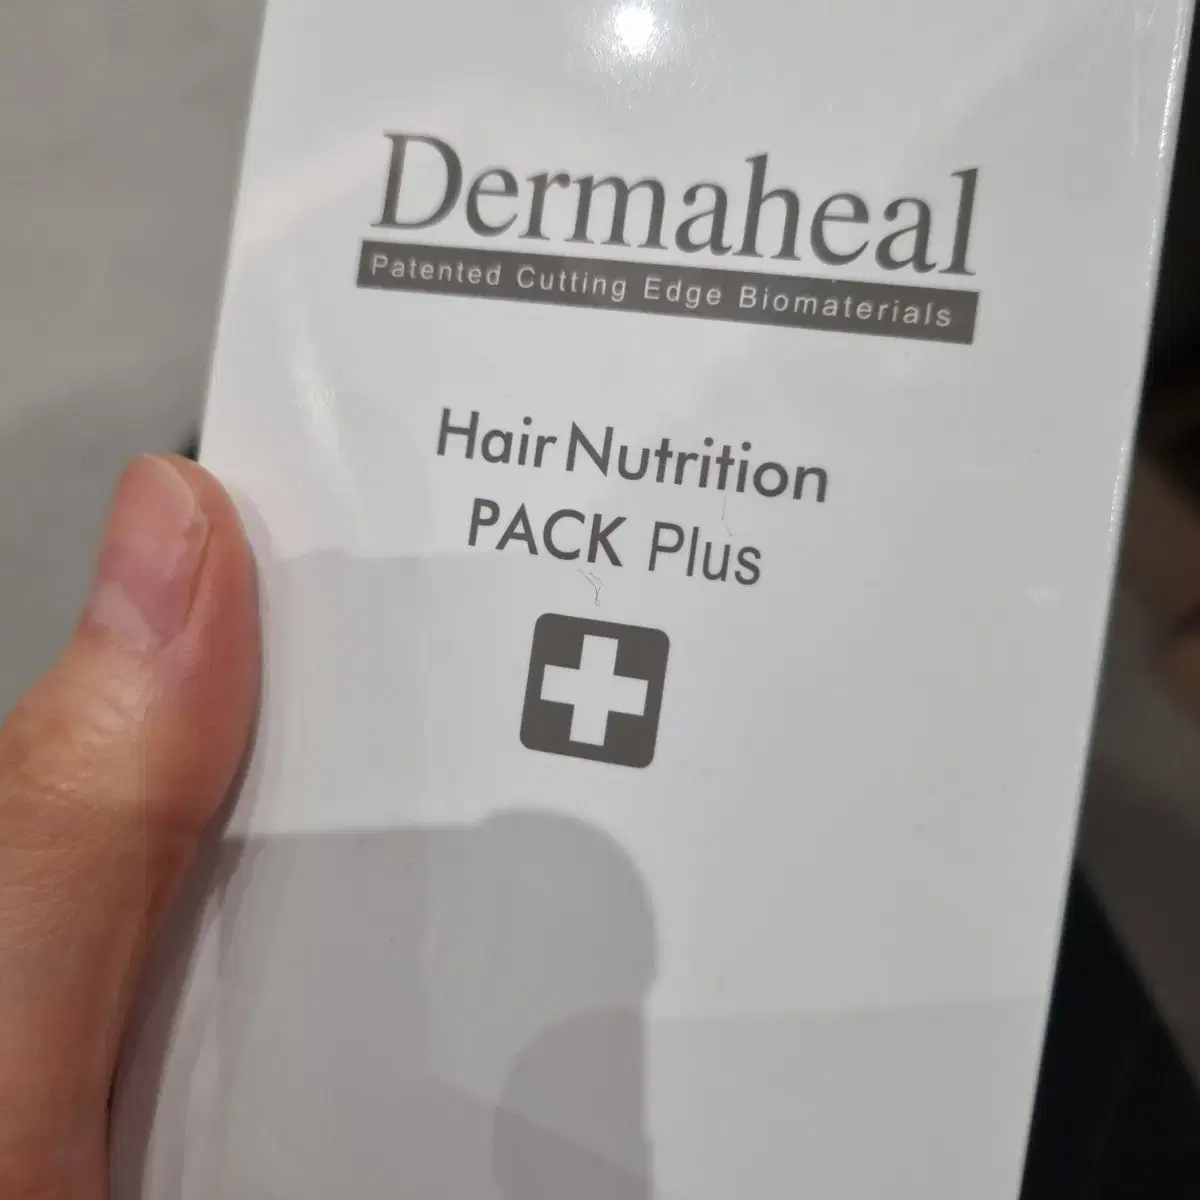 Dermaheal
Patented Cutting Edge Biomaterials
Hair Nutrition
PACK Plus